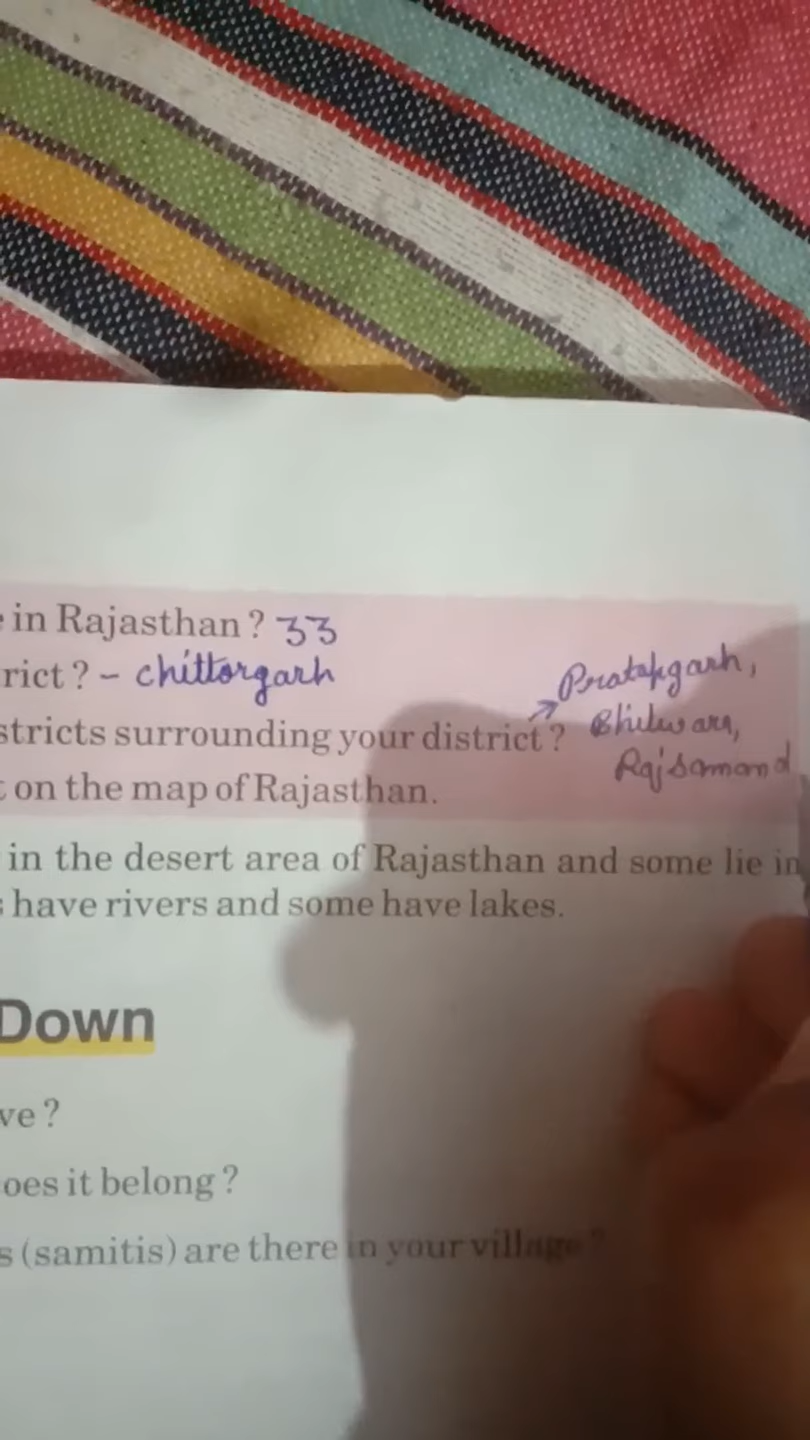 in Rajasthan ? 33
rict ? - chittorgarh
Pratapgarh,
stricts surrounding your district ? Bhilwara,
Rajsamand
on the map of Rajasthan.
in the desert area of Rajasthan and some lie in
have rivers and some have lakes.
Down
ve ?
oes it belong ?
s (samitis) are there in your village ?